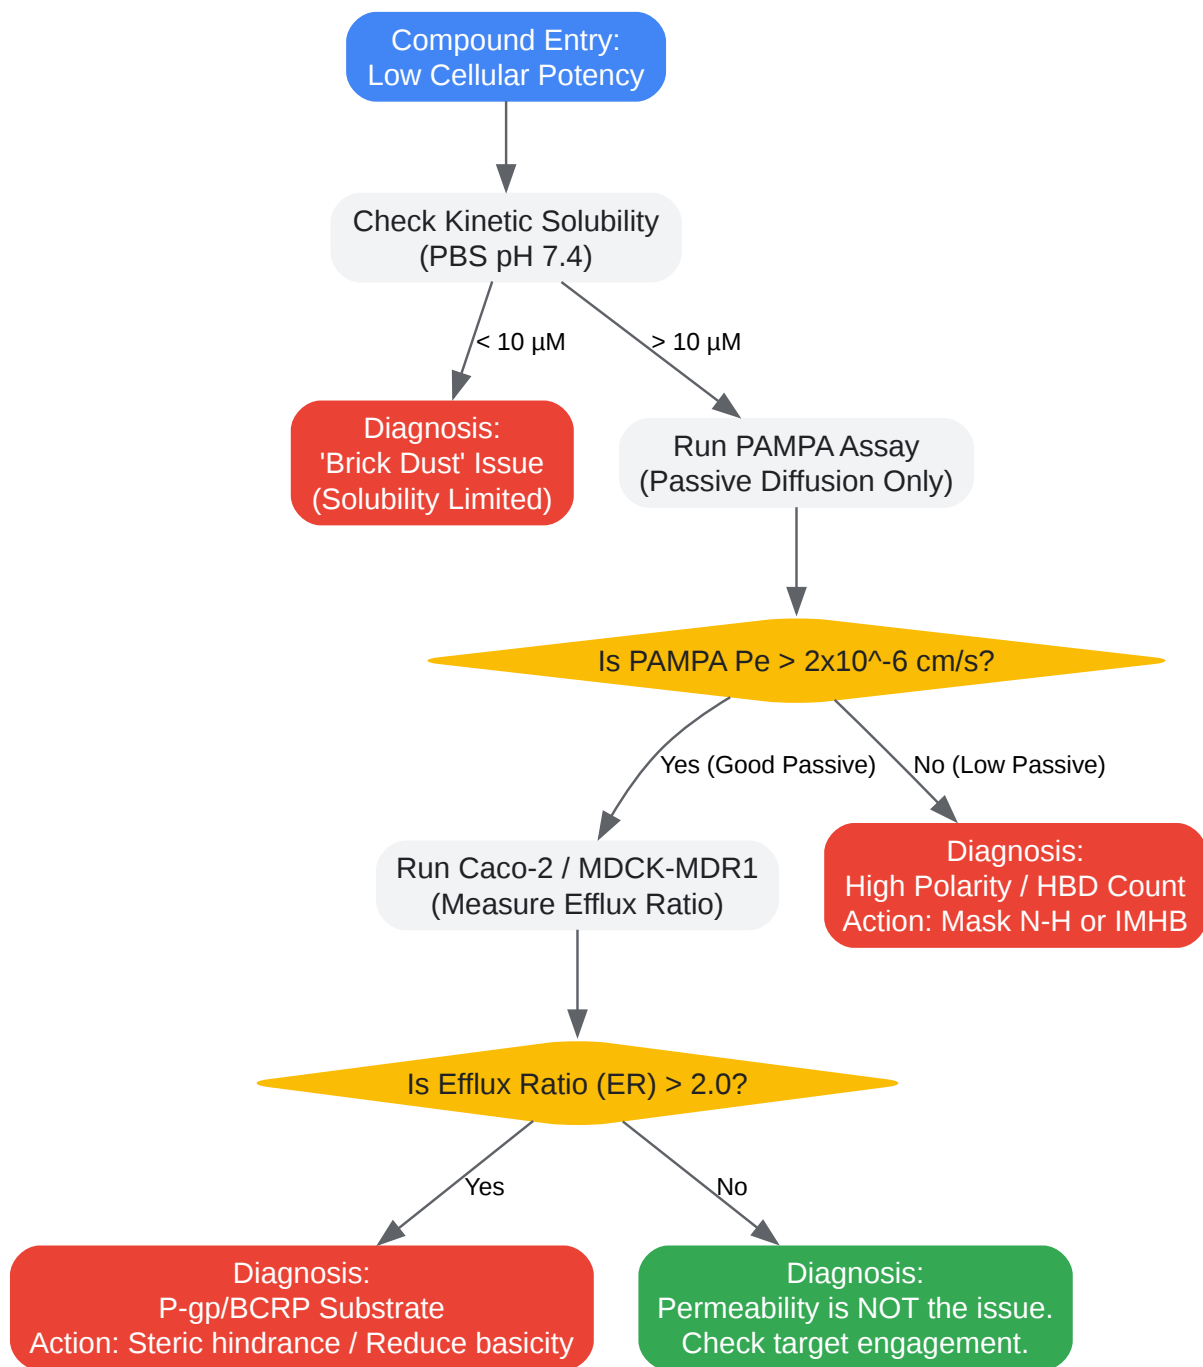 Compound Entry:
Low Cellular Potency
Check Kinetic Solubility
(PBS pH 7.4)
< 10 µM
> 10 µM
Diagnosis:
'Brick Dust' Issue
(Solubility Limited)
Run PAMPA Assay
(Passive Diffusion Only)
Is PAMPA Pe > 2x10^-6 cm/s?
Yes (Good Passive)
No (Low Passive)
Run Caco-2 / MDCK-MDR1
(Measure Efflux Ratio)
Diagnosis:
High Polarity / HBD Count
Action: Mask N-H or IMHB
Is Efflux Ratio (ER) > 2.0?
Yes
No
Diagnosis:
P-gp/BCRP Substrate
Action: Steric hindrance / Reduce basicity
Diagnosis:
Permeability is NOT the issue.
Check target engagement.